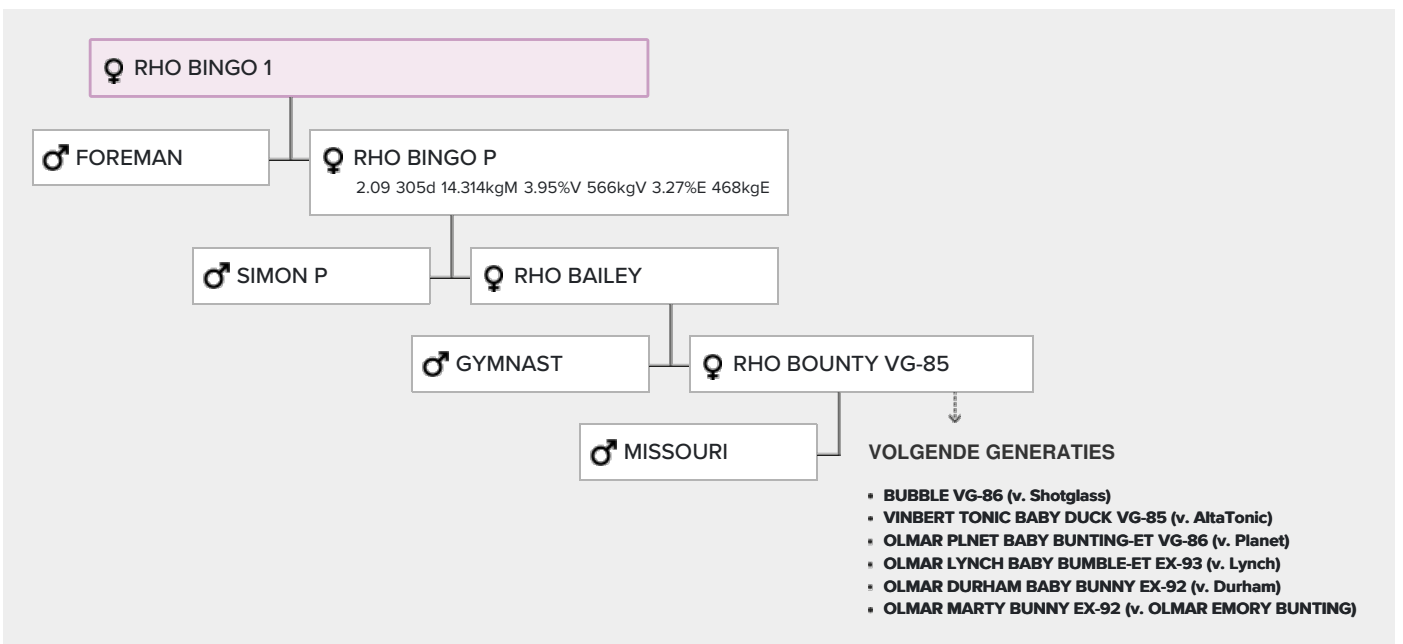 RHO BINGO 1
FOREMAN
RHO BINGO P
2.09 305d 14.314kgM 3.95%V 566kgV 3.27%E 468kgE
SIMON P
RHO BAILEY
GYMNAST
RHO BOUNTY VG-85
MISSOURI
VOLGENDE GENERATIES
BUBBLE VG-86 (v. Shotglass)
VINBERT TONIC BABY DUCK VG-85 (v. AltaTonic)
OLMAR PLNET BABY BUNTING-ET VG-86 (v. Planet)
OLMAR LYNCH BABY BUMBLE-ET EX-93 (v. Lynch)
OLMAR DURHAM BABY BUNNY EX-92 (v. Durham)
OLMAR MARTY BUNNY EX-92 (v. OLMAR EMORY BUNTING)